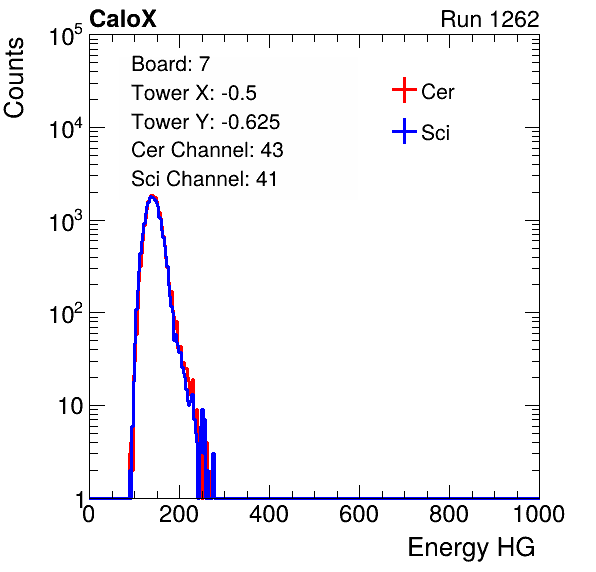 CaloX Run 1262
Counts
10^5
10^4
10^3
10^2
10
1
Board: 7
Tower X: -0.5
Tower Y: -0.625
Cer Channel: 43
Sci Channel: 41
Cer
Sci
0 200 400 600 800 1000
Energy HG